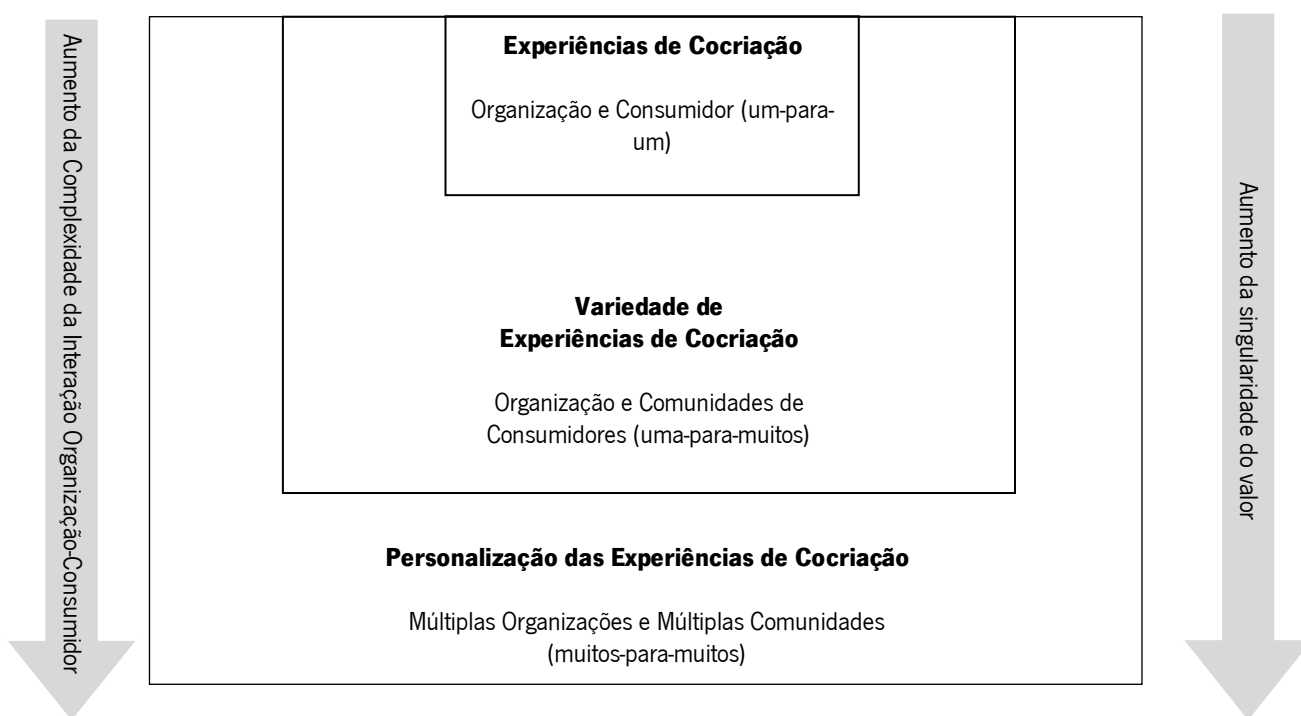 Aumento da Complexidade da Interação Organização-Consumidor
Experiências de Cocriação
Organização e Consumidor (um-para-
um)
Variedade de
Experiências de Cocriação
Organização e Comunidades de
Consumidores (uma-para-muitos)
Personalização das Experiências de Cocriação
Múltiplas Organizações e Múltiplas Comunidades
(muitos-para-muitos)
Aumento da singularidade do valor